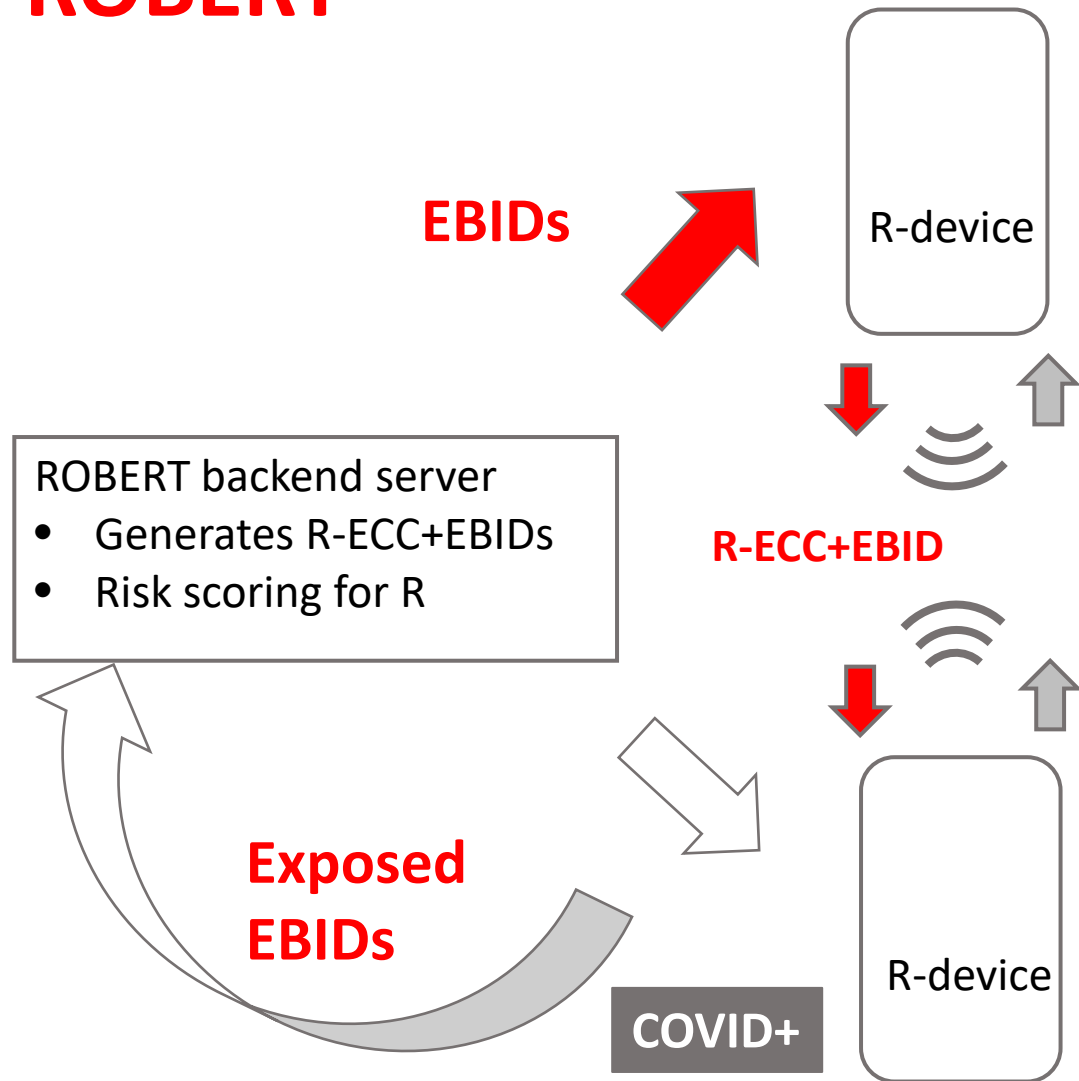 ROBERT
EBIDs
R-device
ROBERT backend server
• Generates R-ECC+EBIDs
• Risk scoring for R
R-ECC+EBID
Exposed
EBIDs
R-device
COVID+